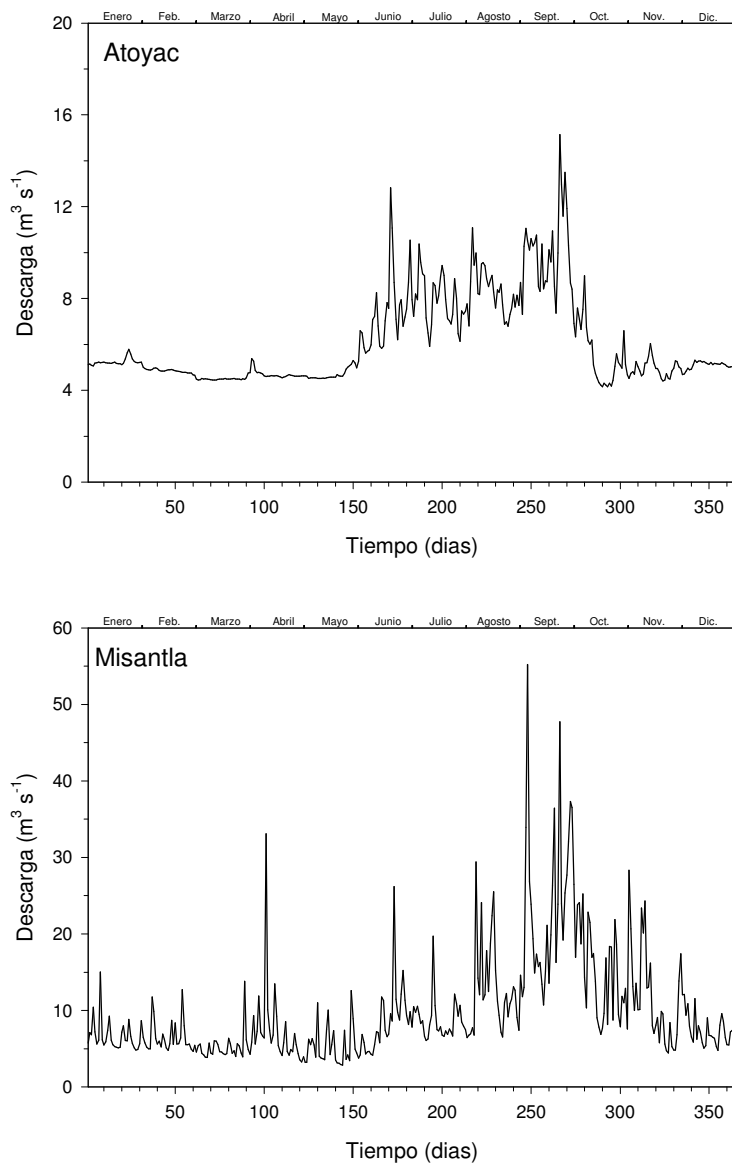 Enero Feb. Marzo Abril Mayo Junio Julio Agosto Sept. Oct. Nov. Dic.
20
Atoyac
16
12
8
4
0
Descarga (m³ s⁻¹)
50 100 150 200 250 300 350
Tiempo (dias)
Enero Feb. Marzo Abril Mayo Junio Julio Agosto Sept. Oct. Nov. Dic.
60
Misantla
50
40
30
20
10
0
Descarga (m³ s⁻¹)
50 100 150 200 250 300 350
Tiempo (dias)